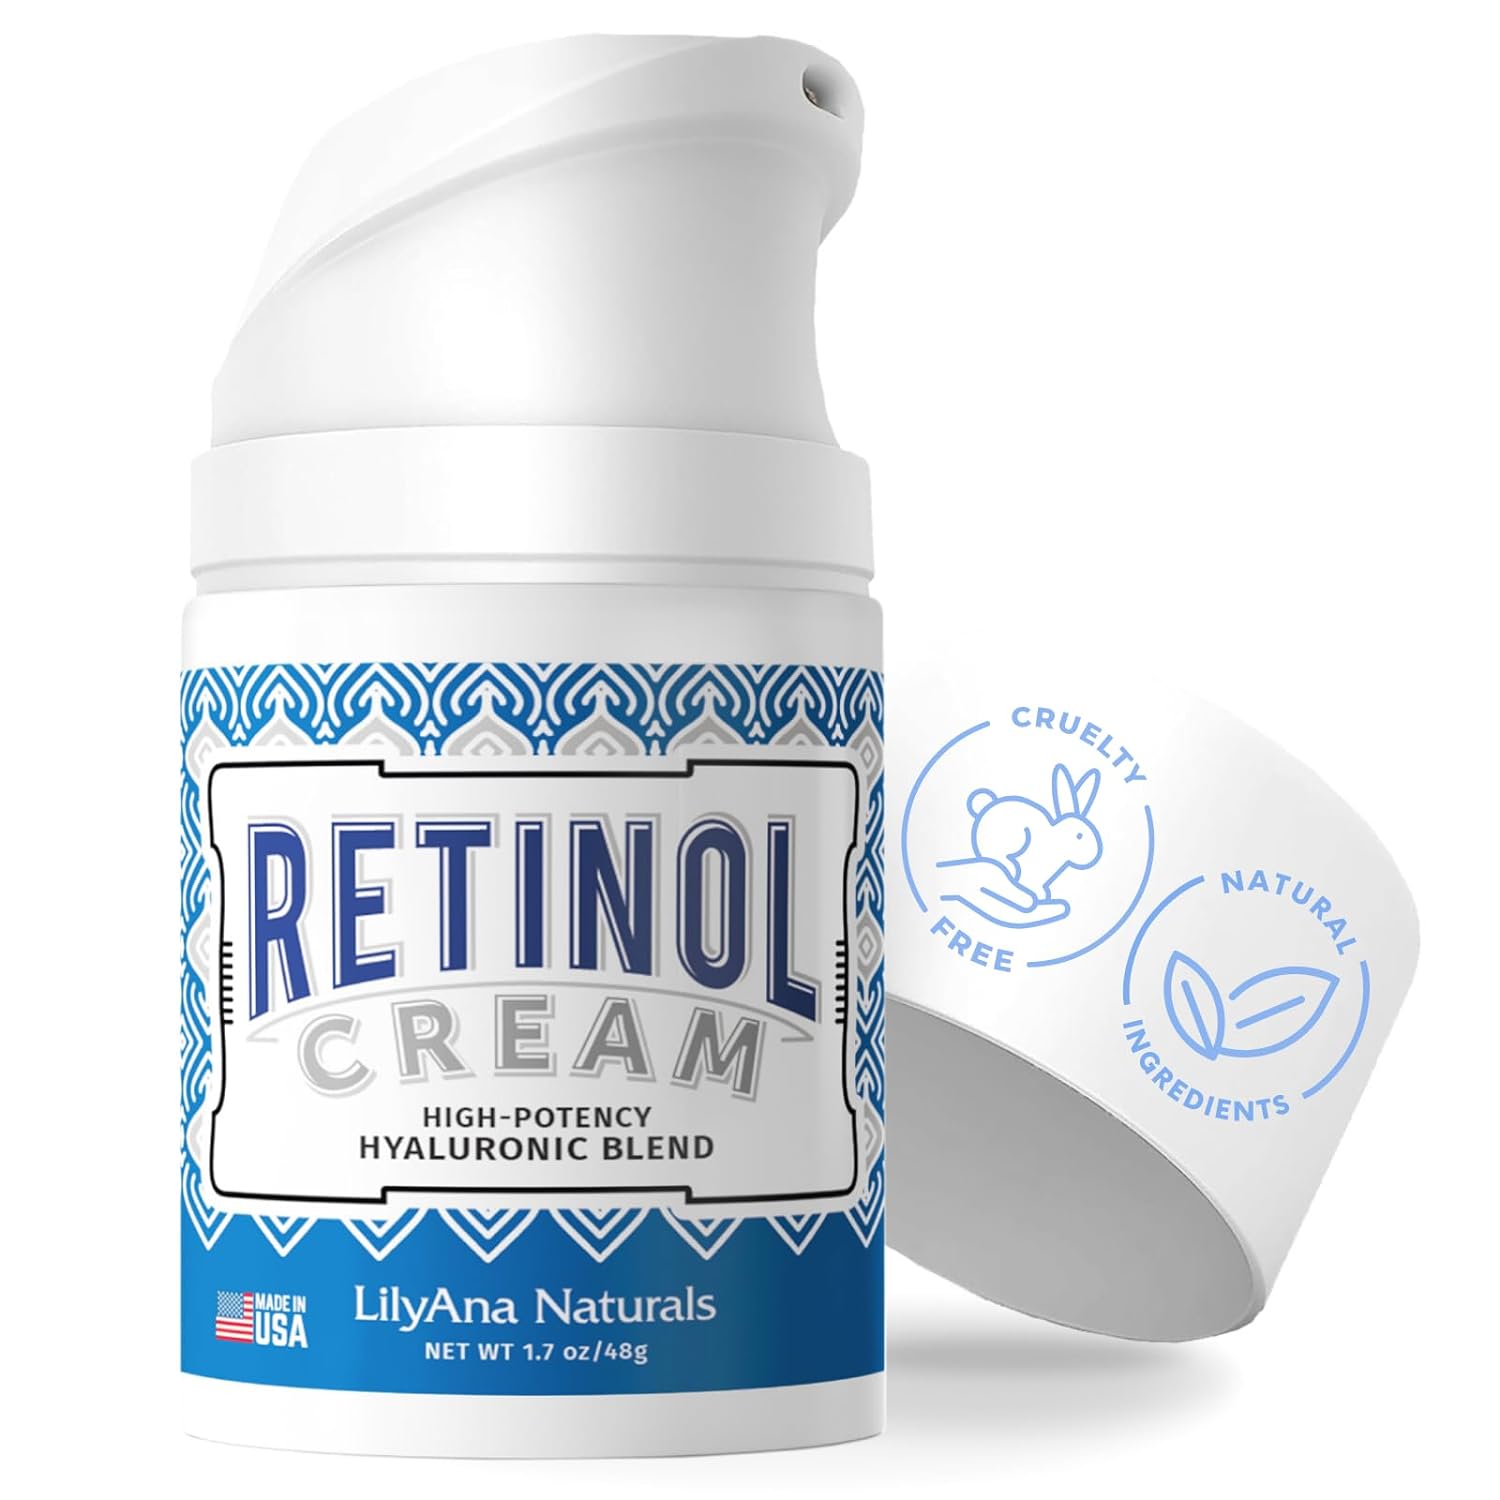 RETINOL
CREAM
HIGH-POTENCY
HYALURONIC BLEND
MADE IN
USA
LilyAna Naturals
NET WT 1.7 oz/48g
CRUELTY
FREE
NATURAL
INGREDIENTS